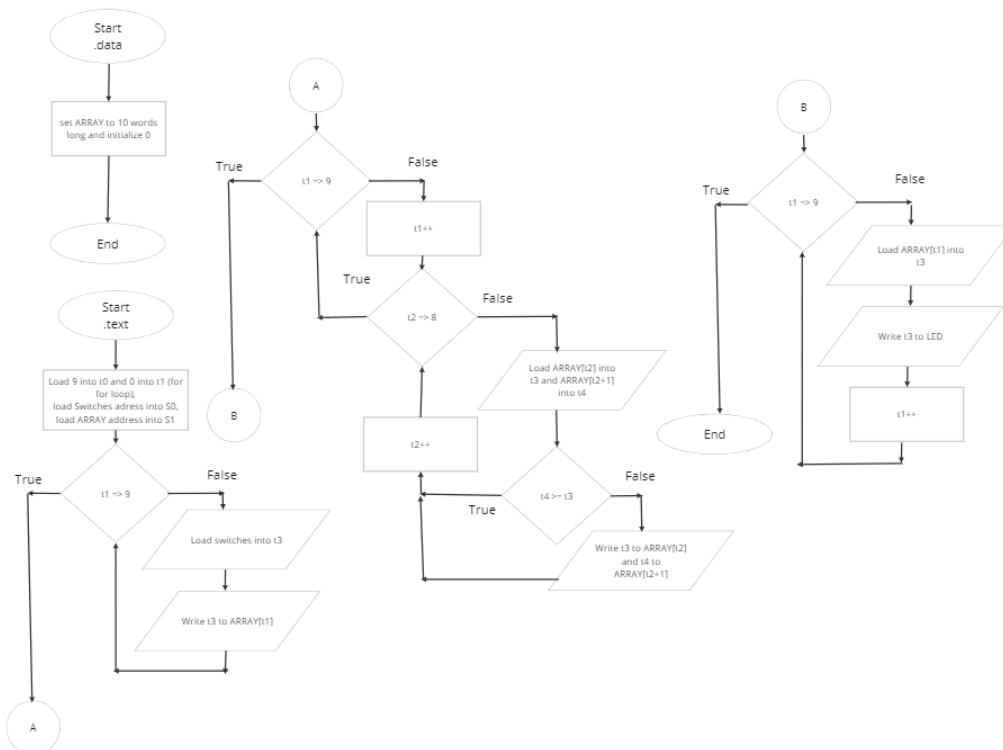 Start
.data
set ARRAY to 10 words
long and initialize 0
End
Start
.text
Load 9 into t0 and 0 into t1 (for
for loop),
load Switches adress into S0,
load ARRAY address into S1
t1 => 9
True
False
Load switches into t3
Write t3 to ARRAY[t1]
A
A
t1 => 9
True
False
t1++
t2 => 8
True
False
Load ARRAY[t2] into
t3 and ARRAY[t2+1]
into t4
t2++
t4 >= t3
True
False
Write t3 to ARRAY[t2]
and t4 to
ARRAY[t2+1]
B
B
t1 => 9
True
False
Load ARRAY[t1] into
t3
Write t3 to LED
t1++
End